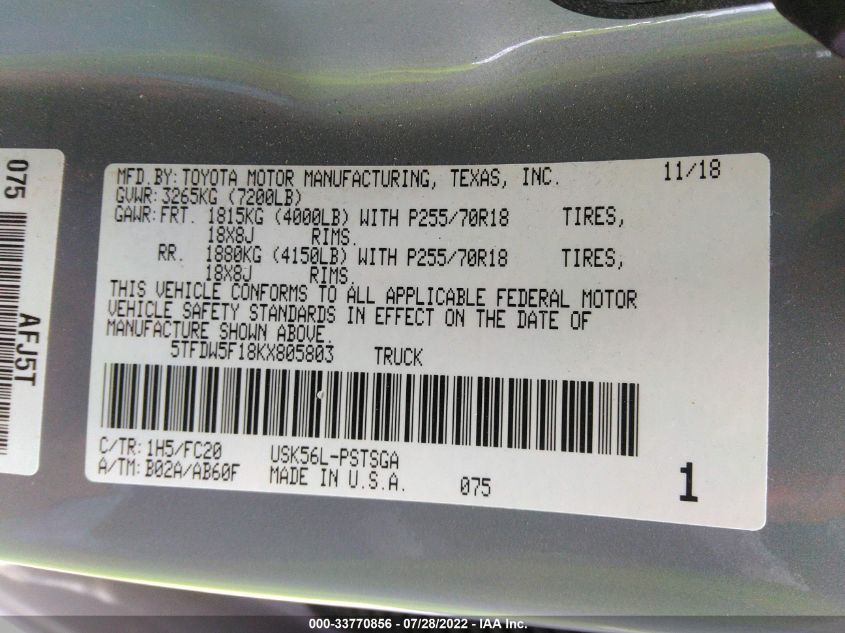 075
AFJ5T
MFD.BY:TOYOTA MOTOR MANUFACTURING, TEXAS, INC. 11/18
GVWR:3265KG (7200LB)
GAWR:FRT. 1815KG (4000LB) WITH P255/70R18 TIRES,
18X8J RIMS.
RR. 1880KG (4150LB) WITH P255/70R18 TIRES,
18X8J RIMS.
THIS VEHICLE CONFORMS TO ALL APPLICABLE FEDERAL MOTOR
VEHICLE SAFETY STANDARDS IN EFFECT ON THE DATE OF
MANUFACTURE SHOWN ABOVE.
5TFDW5F18KX805803 TRUCK
C/TR:1H5/FC20 USK56L-PSTSGA
A/TM:B02A/AB60F MADE IN U.S.A. 075 1
000-33770856 / 07/28/2022 - IAA Inc.